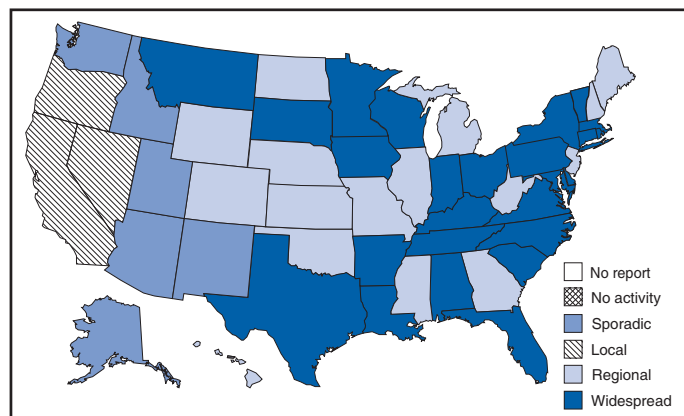 No report
No activity
Sporadic
Local
Regional
Widespread